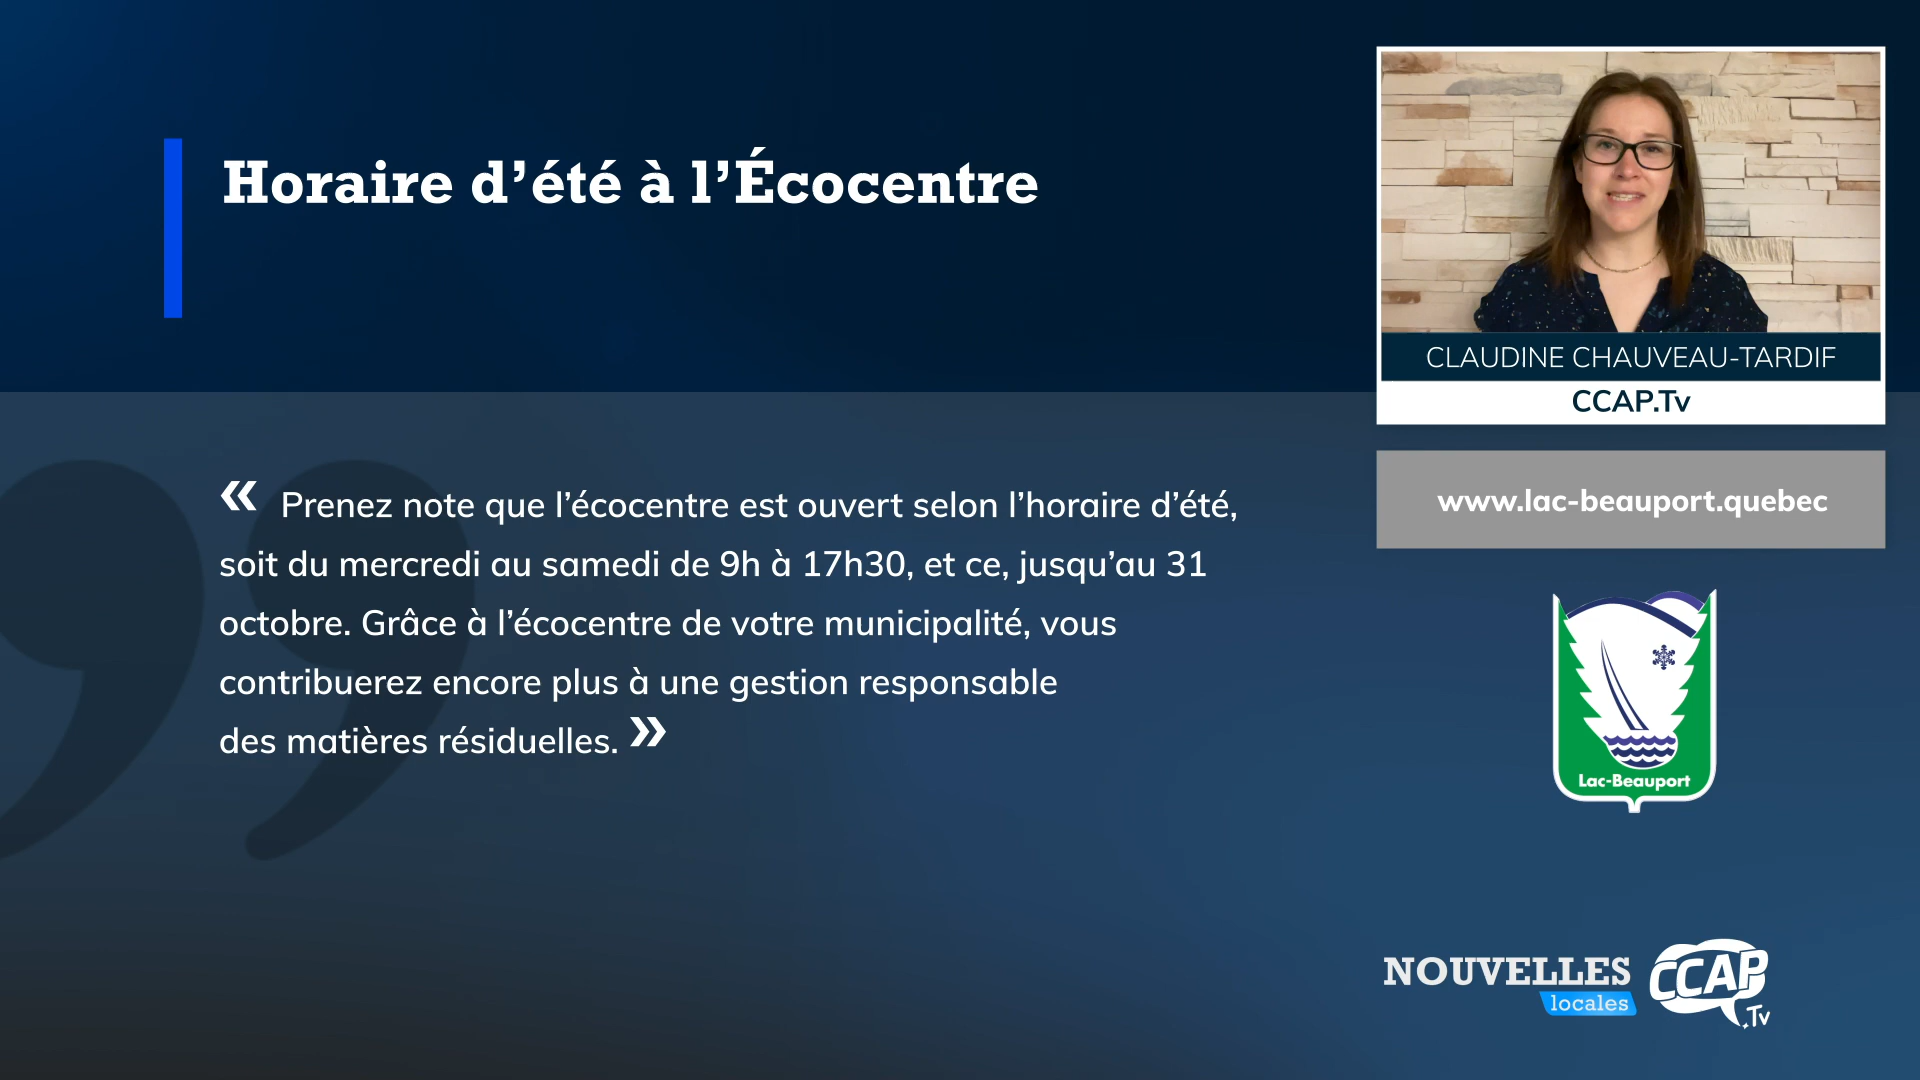 Horaire d’été à l’Écocentre
CLAUDINE CHAUVEAU-TARDIF
CCAP.Tv
www.lac-beauport.quebec
« Prenez note que l’écocentre est ouvert selon l’horaire d’été,
soit du mercredi au samedi de 9h à 17h30, et ce, jusqu’au 31
octobre. Grâce à l’écocentre de votre municipalité, vous
contribuerez encore plus à une gestion responsable
des matières résiduelles. »
Lac-Beauport
NOUVELLES
locales
CCAP
.Tv